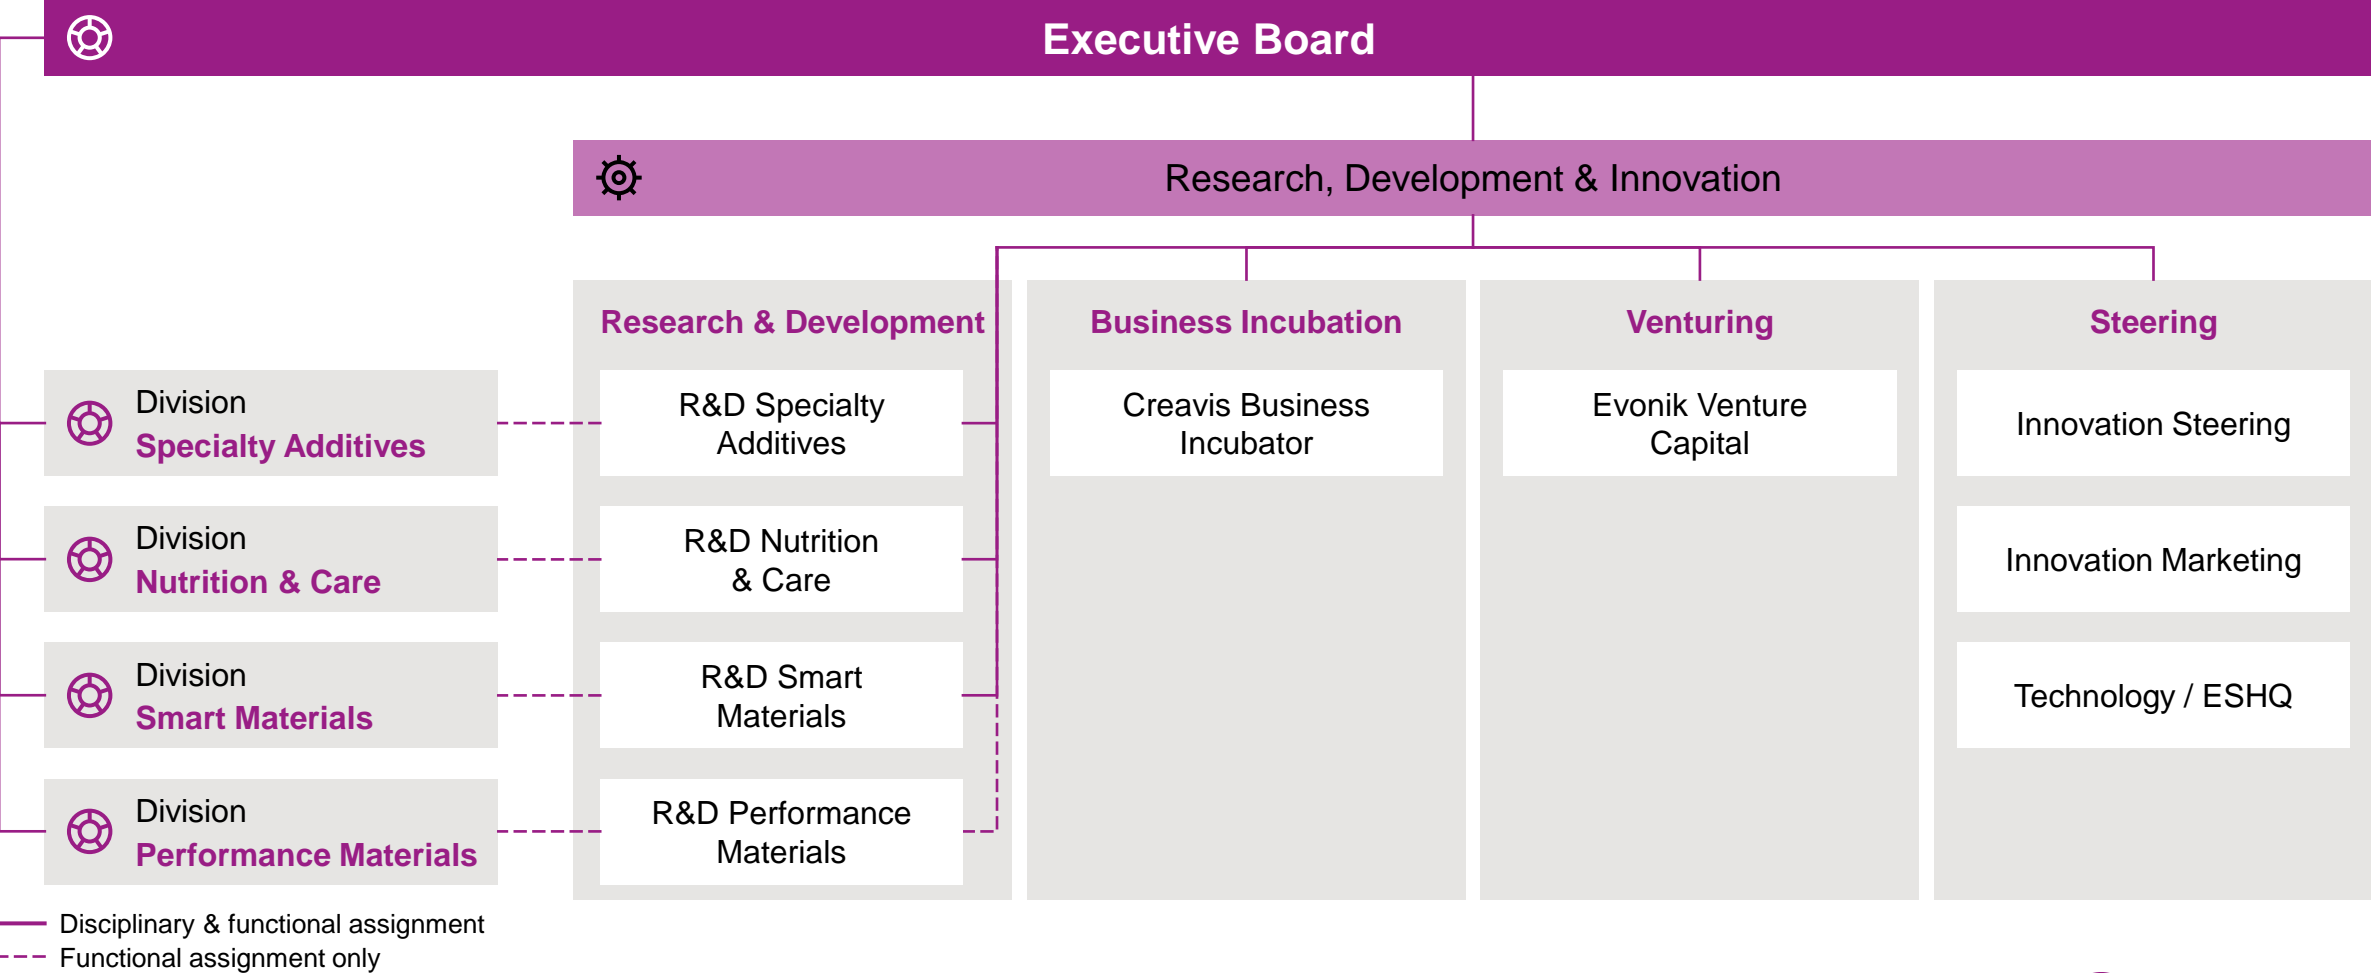 Executive Board
Research, Development & Innovation
Research & Development
Business Incubation
Venturing
Steering
Division
Specialty Additives
R&D Specialty
Additives
Creavis Business
Incubator
Evonik Venture
Capital
Innovation Steering
Division
Nutrition & Care
R&D Nutrition
& Care
Innovation Marketing
Division
Smart Materials
R&D Smart
Materials
Technology / ESHQ
Division
Performance Materials
R&D Performance
Materials
Disciplinary & functional assignment
Functional assignment only